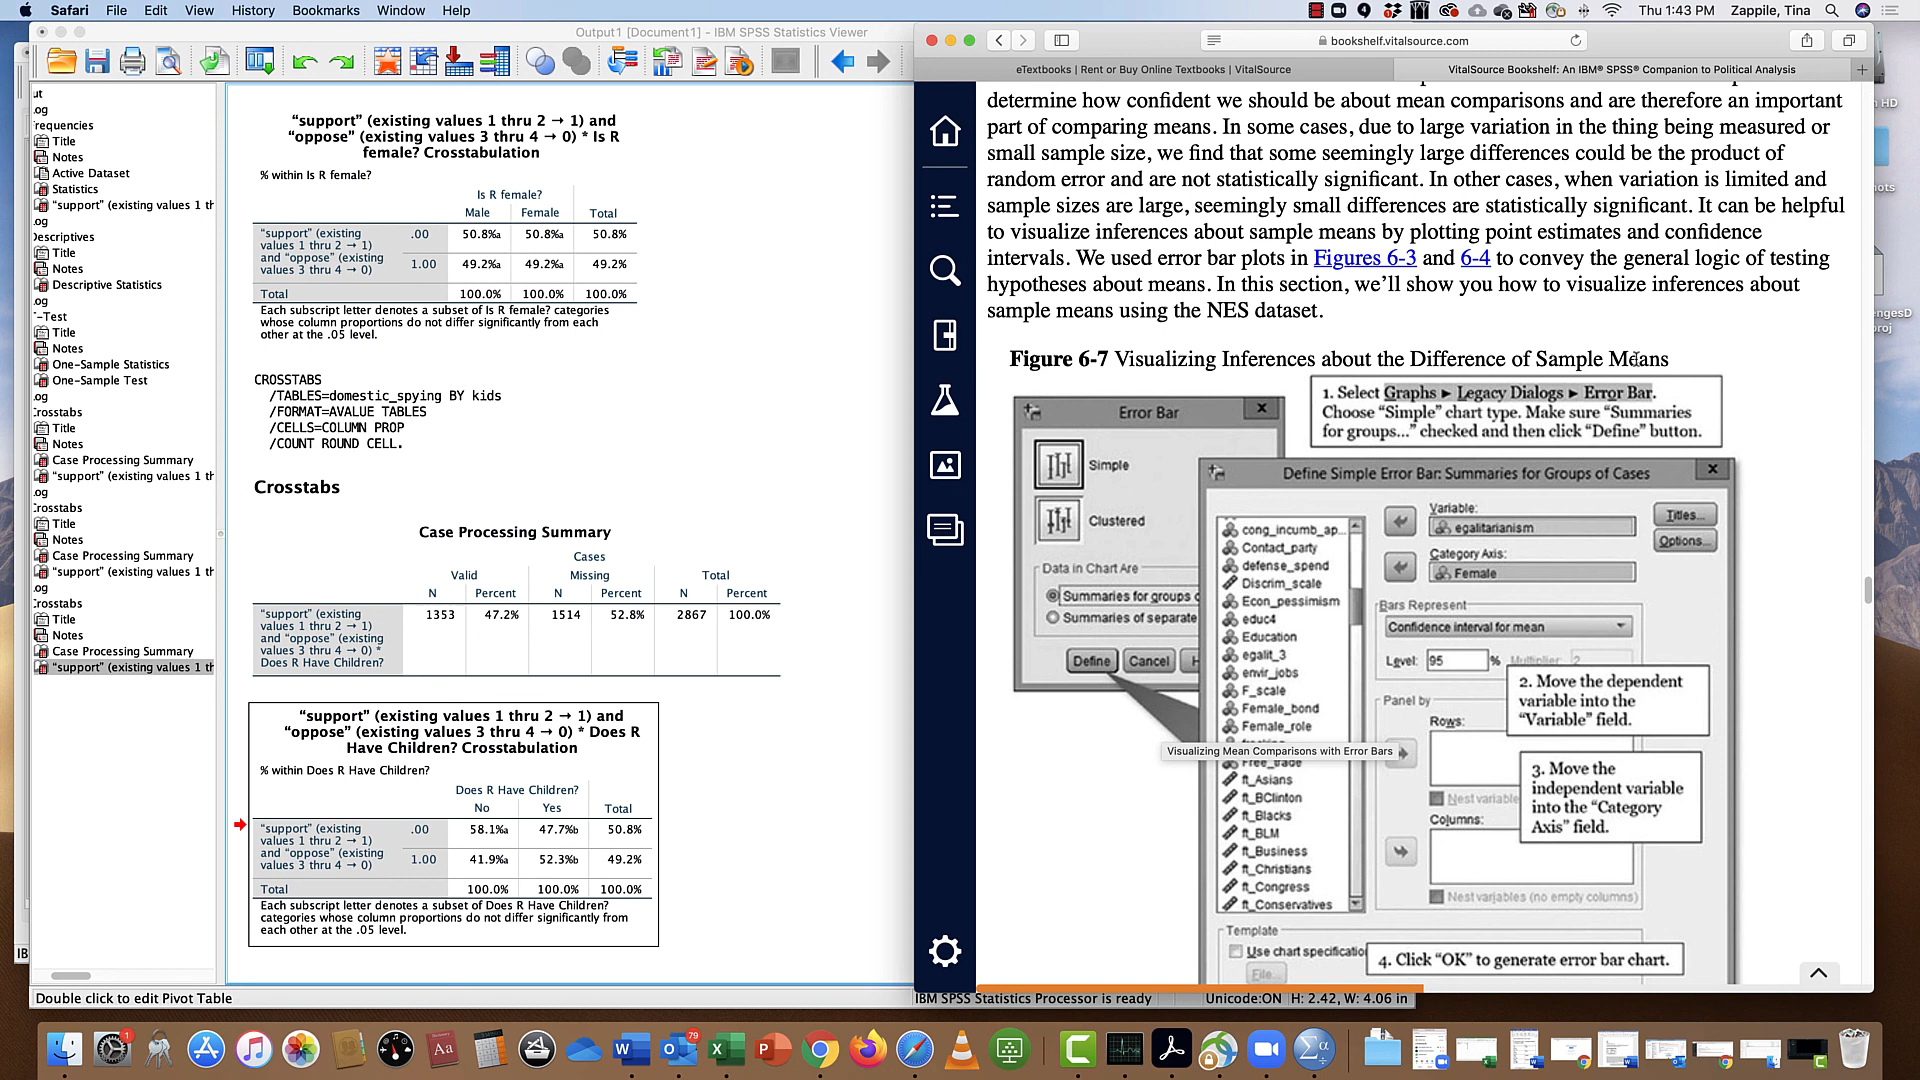 Safari File Edit View History Bookmarks Window Help
Thu 1:43 PM Zappile, Tina
Output1 [Document1] - IBM SPSS Statistics Viewer
ut
.og
Frequencies
Title
Notes
Active Dataset
Statistics
"support" (existing values 1 th
.og
Descriptives
Title
Notes
Descriptive Statistics
.og
-Test
Title
Notes
One-Sample Statistics
One-Sample Test
.og
Crosstabs
Title
Notes
Case Processing Summary
"support" (existing values 1 th
.og
Crosstabs
Title
Notes
Case Processing Summary
"support" (existing values 1 th
.og
Crosstabs
Title
Notes
Case Processing Summary
"support" (existing values 1 th
"support" (existing values 1 thru 2 → 1) and
"oppose" (existing values 3 thru 4 → 0) * Is R
female? Crosstabulation
% within Is R female?
Is R female?
Male Female Total
"support" (existing
values 1 thru 2 → 1)
and "oppose" (existing
values 3 thru 4 → 0)
.00 50.8%a 50.8%a 50.8%
1.00 49.2%a 49.2%a 49.2%
Total 100.0% 100.0% 100.0%
Each subscript letter denotes a subset of Is R female? categories
whose column proportions do not differ significantly from each
other at the .05 level.
CROSSTABS
/TABLES=domestic_spying BY kids
/FORMAT=AVALUE TABLES
/CELLS=COLUMN PROP
/COUNT ROUND CELL.
Crosstabs
Case Processing Summary
Cases
Valid Missing Total
N Percent N Percent N Percent
"support" (existing
values 1 thru 2 → 1)
and "oppose" (existing
values 3 thru 4 → 0) *
Does R Have Children?
1353 47.2% 1514 52.8% 2867 100.0%
"support" (existing values 1 thru 2 → 1) and
"oppose" (existing values 3 thru 4 → 0) * Does R
Have Children? Crosstabulation
% within Does R Have Children?
Does R Have Children?
No Yes Total
"support" (existing
values 1 thru 2 → 1)
and "oppose" (existing
values 3 thru 4 → 0)
.00 58.1%a 47.7%b 50.8%
1.00 41.9%a 52.3%b 49.2%
Total 100.0% 100.0% 100.0%
Each subscript letter denotes a subset of Does R Have Children?
categories whose column proportions do not differ significantly from
each other at the .05 level.
IB
Double click to edit Pivot Table
IBM SPSS Statistics Processor is ready Unicode:ON H: 2.42, W: 4.06 in
bookshelf.vitalsource.com
eTextbooks | Rent or Buy Online Textbooks | VitalSource
VitalSource Bookshelf: An IBM® SPSS® Companion to Political Analysis
determine how confident we should be about mean comparisons and are therefore an important
part of comparing means. In some cases, due to large variation in the thing being measured or
small sample size, we find that some seemingly large differences could be the product of
random error and are not statistically significant. In other cases, when variation is limited and
sample sizes are large, seemingly small differences are statistically significant. It can be helpful
to visualize inferences about sample means by plotting point estimates and confidence
intervals. We used error bar plots in Figures 6-3 and 6-4 to convey the general logic of testing
hypotheses about means. In this section, we'll show you how to visualize inferences about
sample means using the NES dataset.
Figure 6-7 Visualizing Inferences about the Difference of Sample Means
1. Select Graphs ► Legacy Dialogs ► Error Bar.
Choose "Simple" chart type. Make sure "Summaries
for groups..." checked and then click "Define" button.
Error Bar
Simple
Clustered
Data in Chart Are
Summaries for groups
Summaries of separate
Define Cancel H
Define Simple Error Bar: Summaries for Groups of Cases
cong_incumb_ap...
Contact_party
defense_spend
Discrim_scale
Econ_pessimism
educ4
Education
egalit_3
envir_jobs
F_scale
Female_bond
Female_role
Free_trade
ft_Asians
ft_BClinton
ft_Blacks
ft_BLM
ft_Business
ft_Christians
ft_Congress
ft_Conservatives
Variable:
egalitarianism
Category Axis:
Female
Titles...
Options...
Bars Represent
Confidence interval for mean
Level: 95 % Multiplier: 2
Panel by
Rows:
Nest variable
Columns:
Nest variables (no empty columns)
2. Move the dependent
variable into the
"Variable" field.
3. Move the
independent variable
into the "Category
Axis" field.
Visualizing Mean Comparisons with Error Bars
Template
Use chart specification
File...
4. Click "OK" to generate error bar chart.
HD
ots
engesD
proj
1
79
Aa